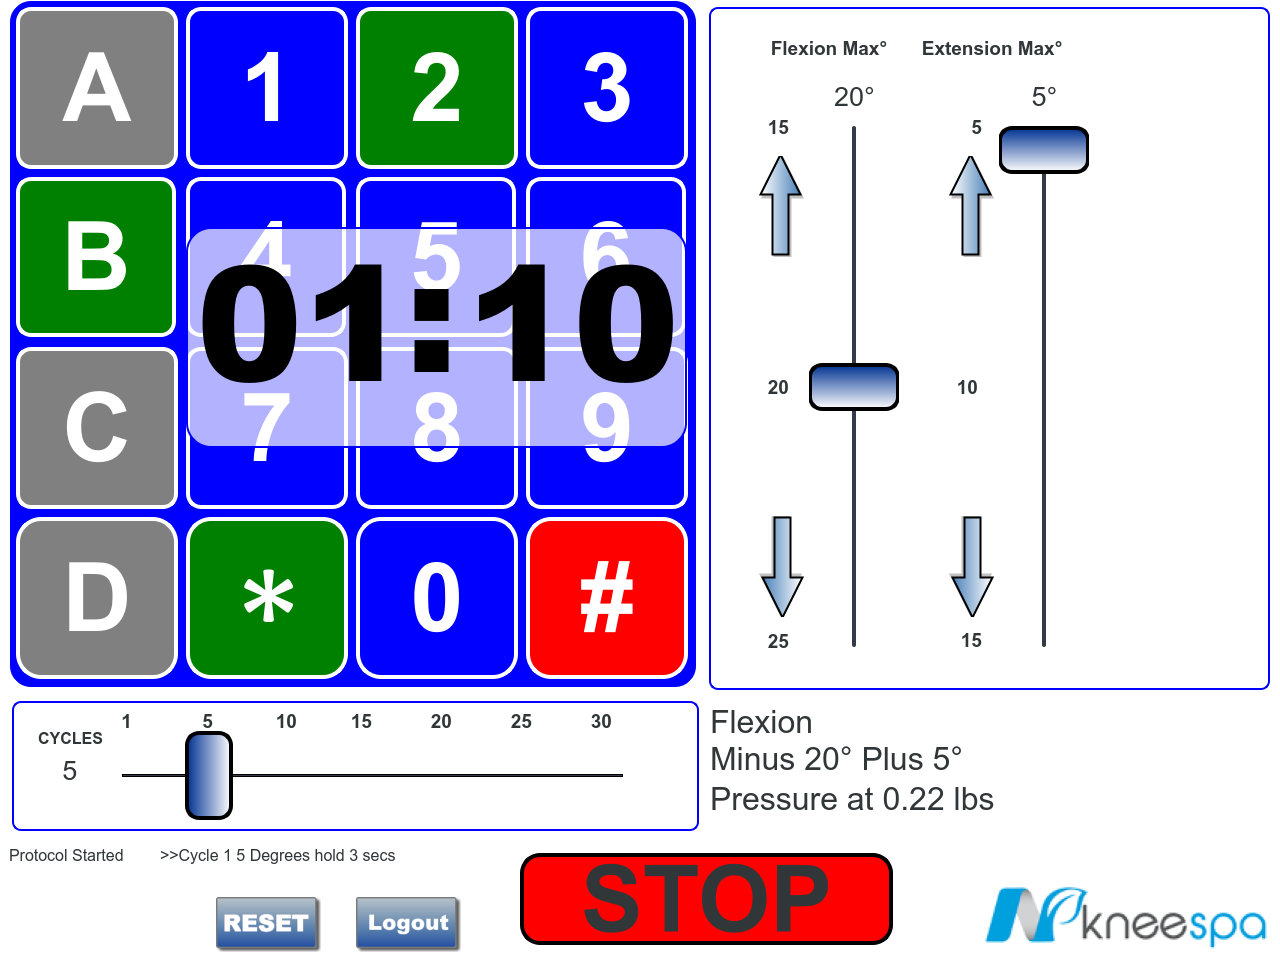 A 1 2 3
B 4 5 6
01:10
C 7 8 9
D * 0 #
Flexion Max° Extension Max°
20° 5°
15 5
20 10
25 15
1 5 10 15 20 25 30
CYCLES
5
Flexion
Minus 20° Plus 5°
Pressure at 0.22 lbs
Protocol Started >>Cycle 1 5 Degrees hold 3 secs
STOP
RESET Logout
kneespa